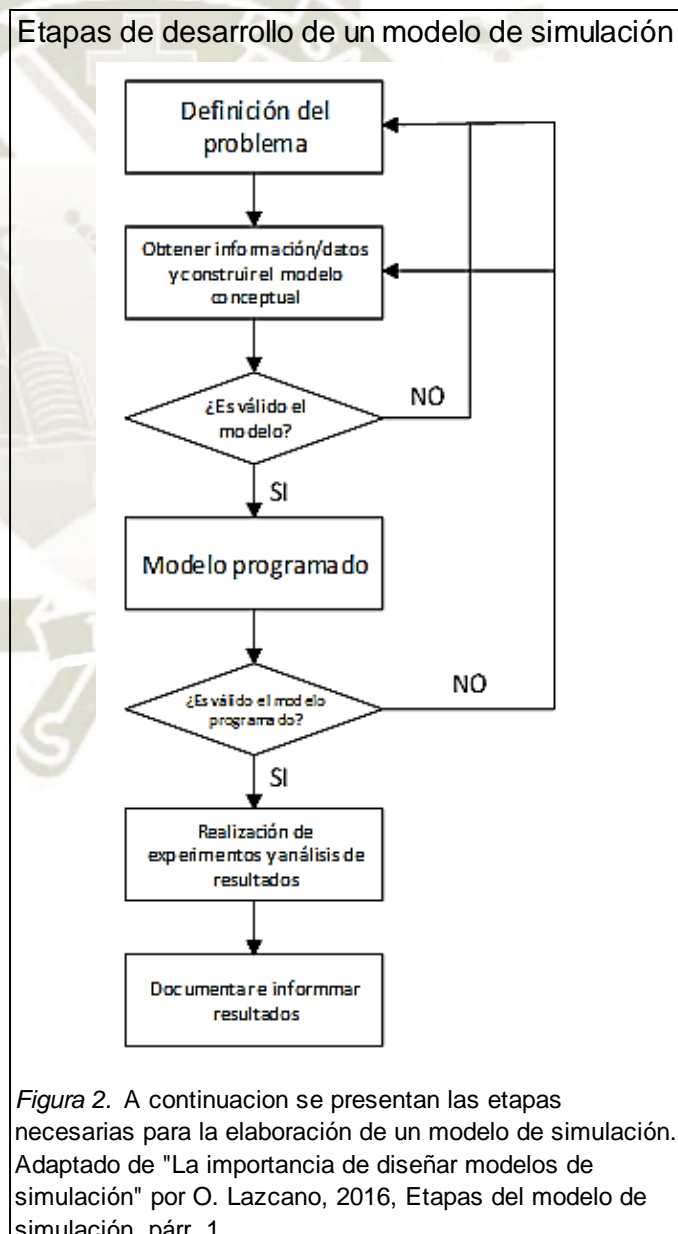 Etapas de desarrollo de un modelo de simulación
Definición del
problema
Obtener información/datos
y construir el modelo
conceptual
¿Es válido el
modelo?
NO
SI
Modelo programado
¿Es válido el modelo
programado?
NO
SI
Realización de
experimentos y análisis de
resultados
Documentar e informmar
resultados
Figura 2. A continuacion se presentan las etapas
necesarias para la elaboración de un modelo de simulación.
Adaptado de "La importancia de diseñar modelos de
simulación" por O. Lazcano, 2016, Etapas del modelo de
simulación, párr. 1